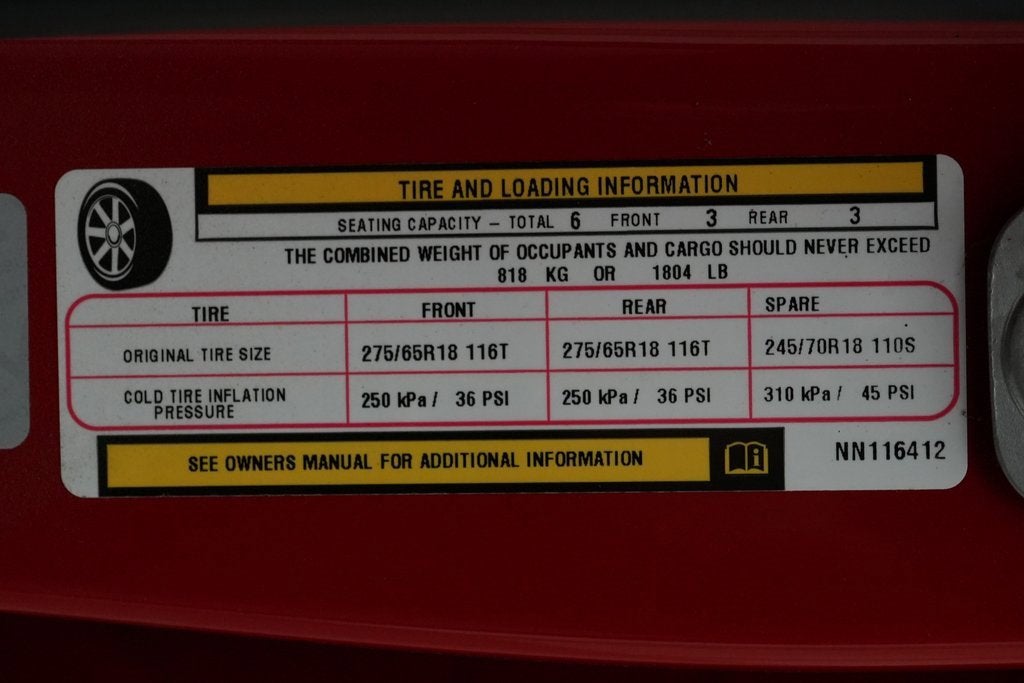 TIRE AND LOADING INFORMATION
SEATING CAPACITY – TOTAL 6 FRONT 3 REAR 3
THE COMBINED WEIGHT OF OCCUPANTS AND CARGO SHOULD NEVER EXCEED
818 KG OR 1804 LB
TIRE FRONT REAR SPARE
ORIGINAL TIRE SIZE 275/65R18 116T 275/65R18 116T 245/70R18 110S
COLD TIRE INFLATION PRESSURE 250 kPa / 36 PSI 250 kPa / 36 PSI 310 kPa / 45 PSI
SEE OWNERS MANUAL FOR ADDITIONAL INFORMATION
NN116412